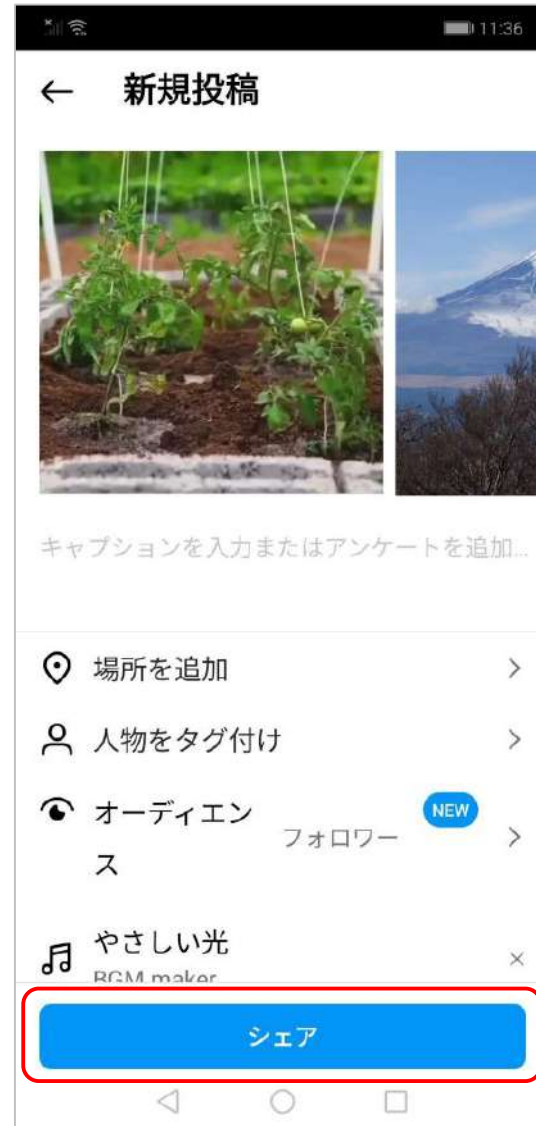 11:36
新規投稿
キャプションを入力またはアンケートを追加...
場所を追加
人物をタグ付け
オーディエン
ス
フォロワー
NEW
やさしい光
BGM maker
シェア